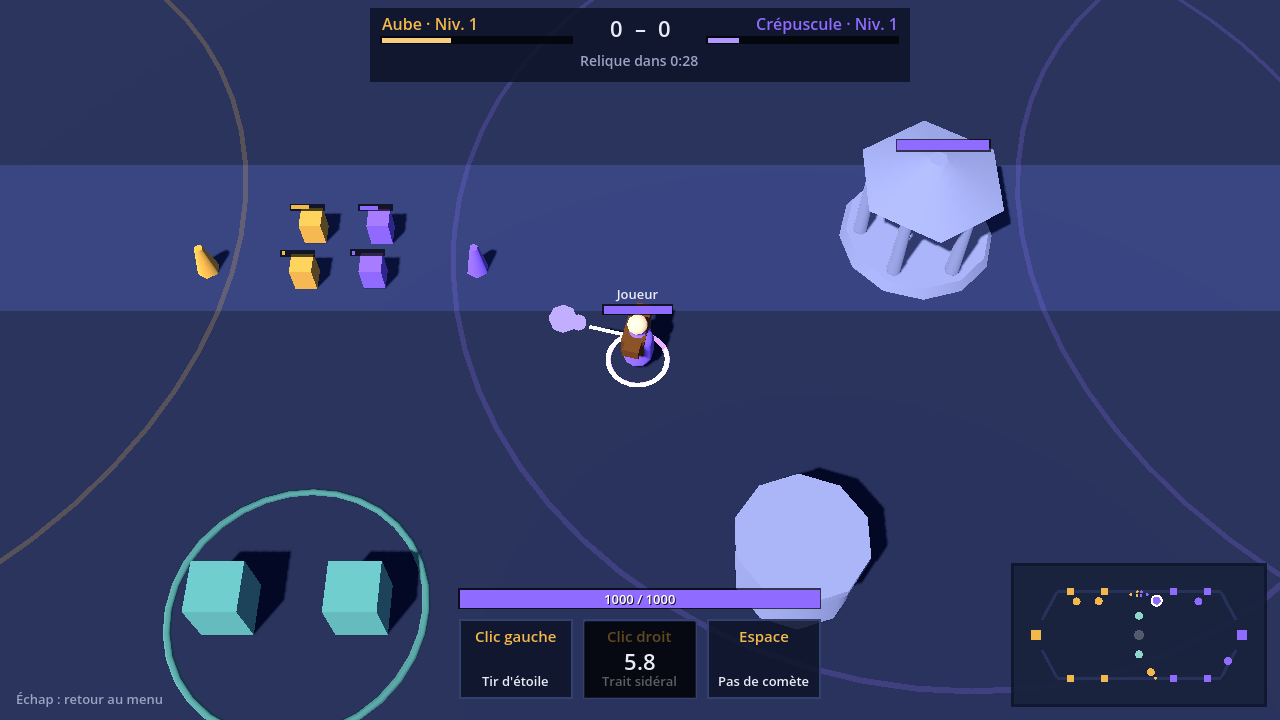 Aube · Niv. 1
0 – 0
Crépuscule · Niv. 1
Relique dans 0:28
Joueur
1000 / 1000
Clic gauche
Tir d'étoile
Clic droit
5.8
Trait sidéral
Espace
Pas de comète
Échap : retour au menu